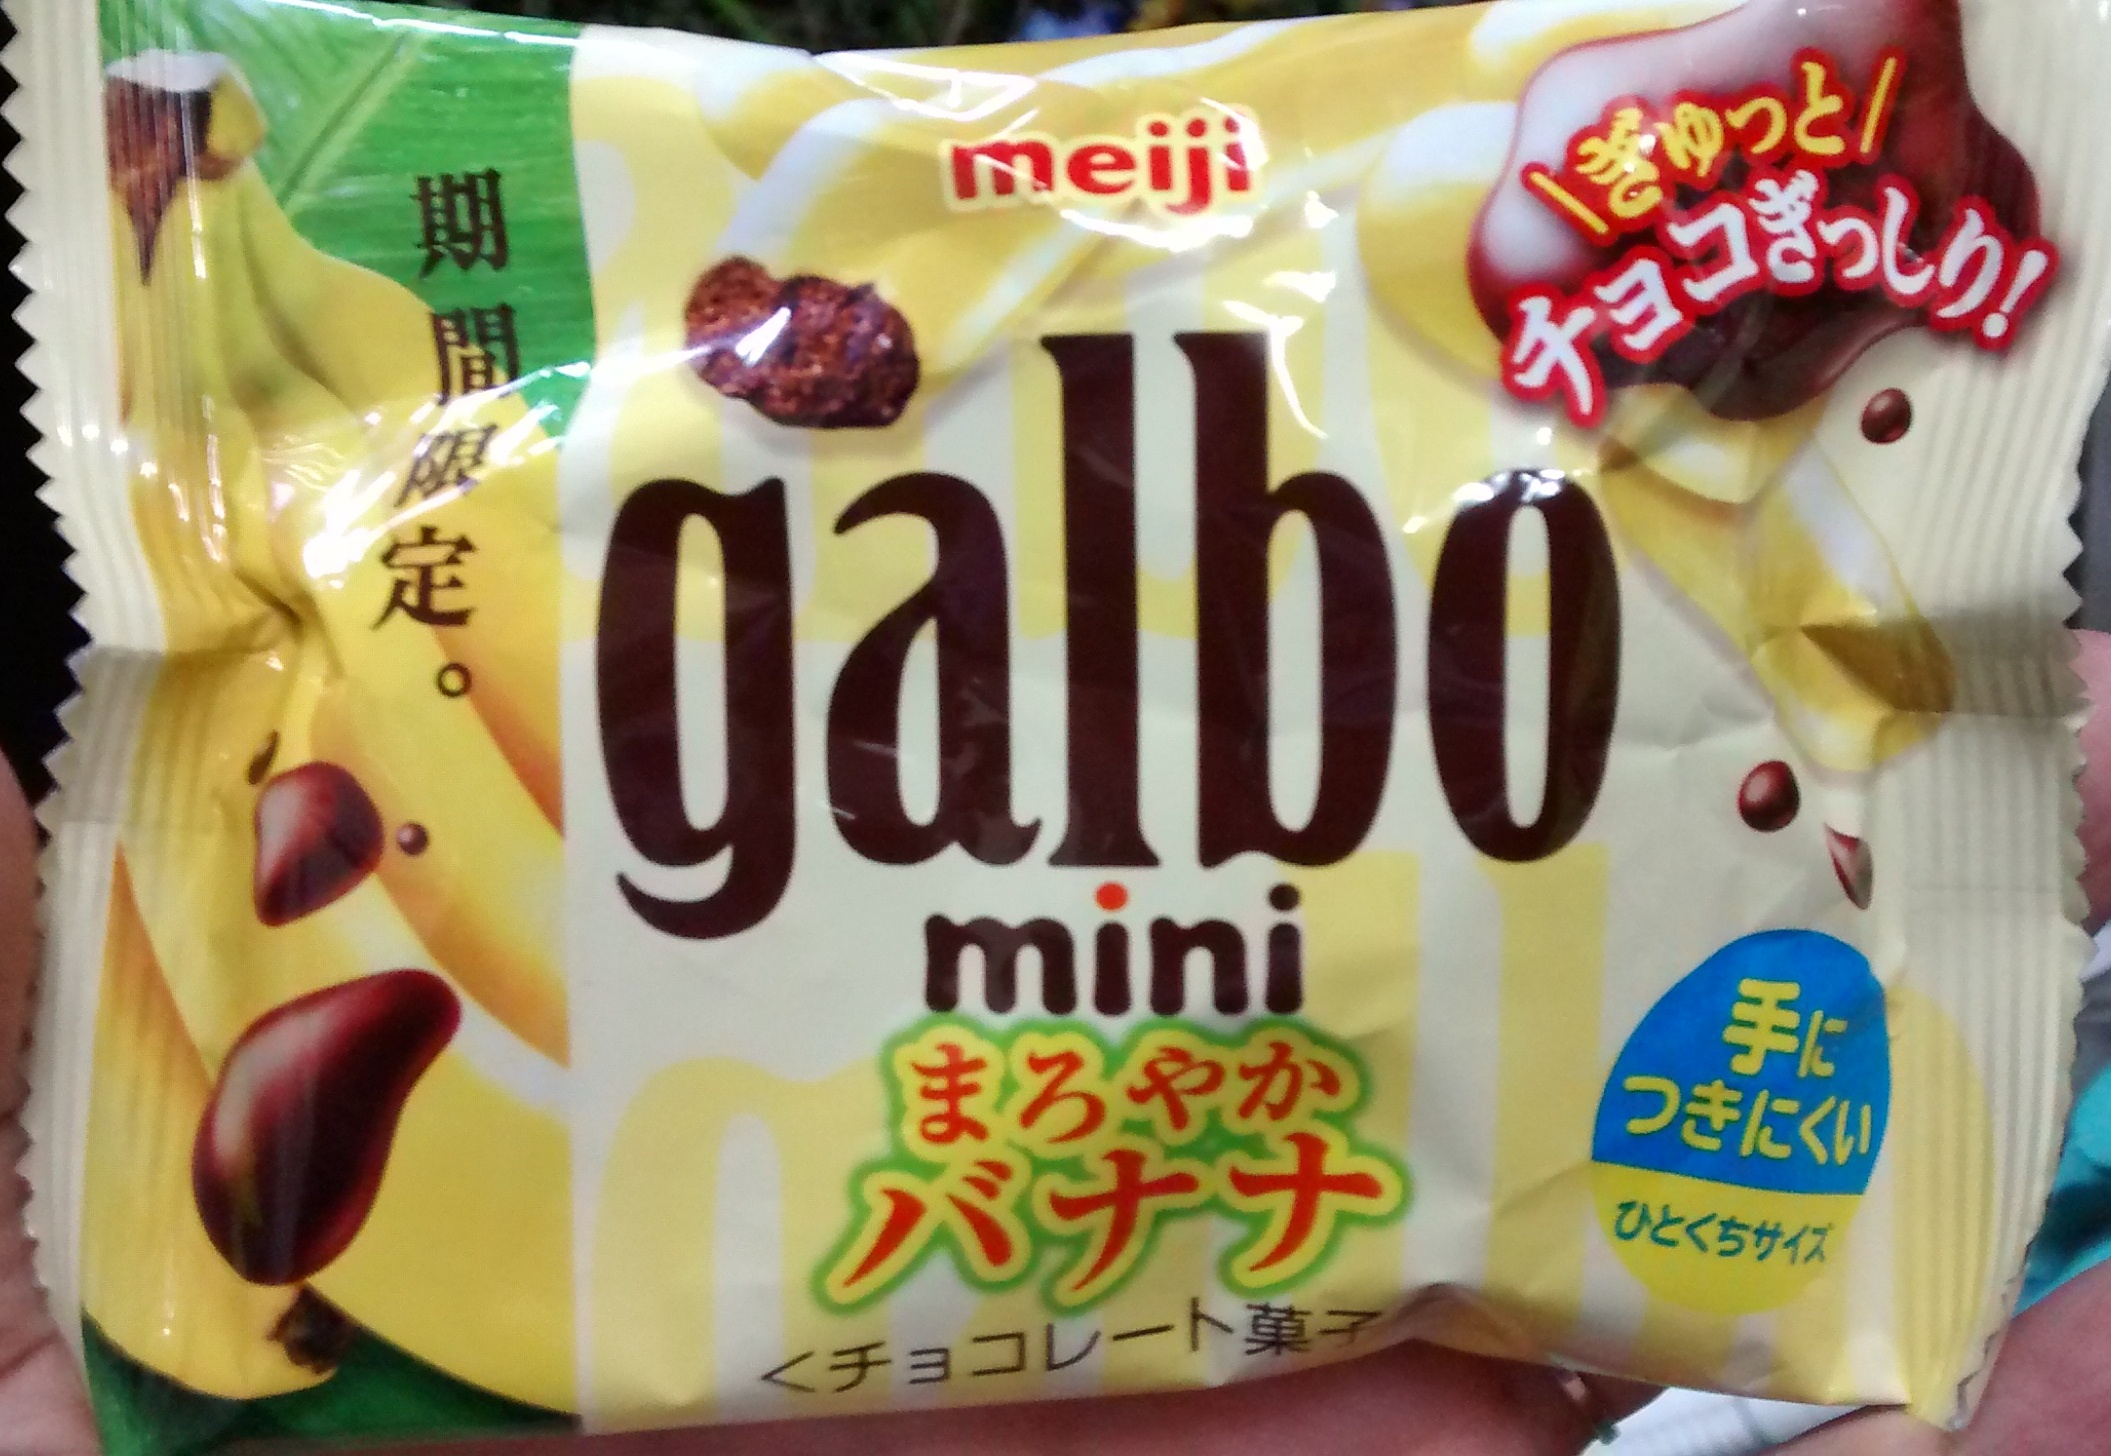 期間限定。
meiji
\ぎゅっと/
チョコぎっしり!
galbo
mini
まろやか
バナナ
<チョコレート菓子
手に
つきにくい
ひとくちサイズ